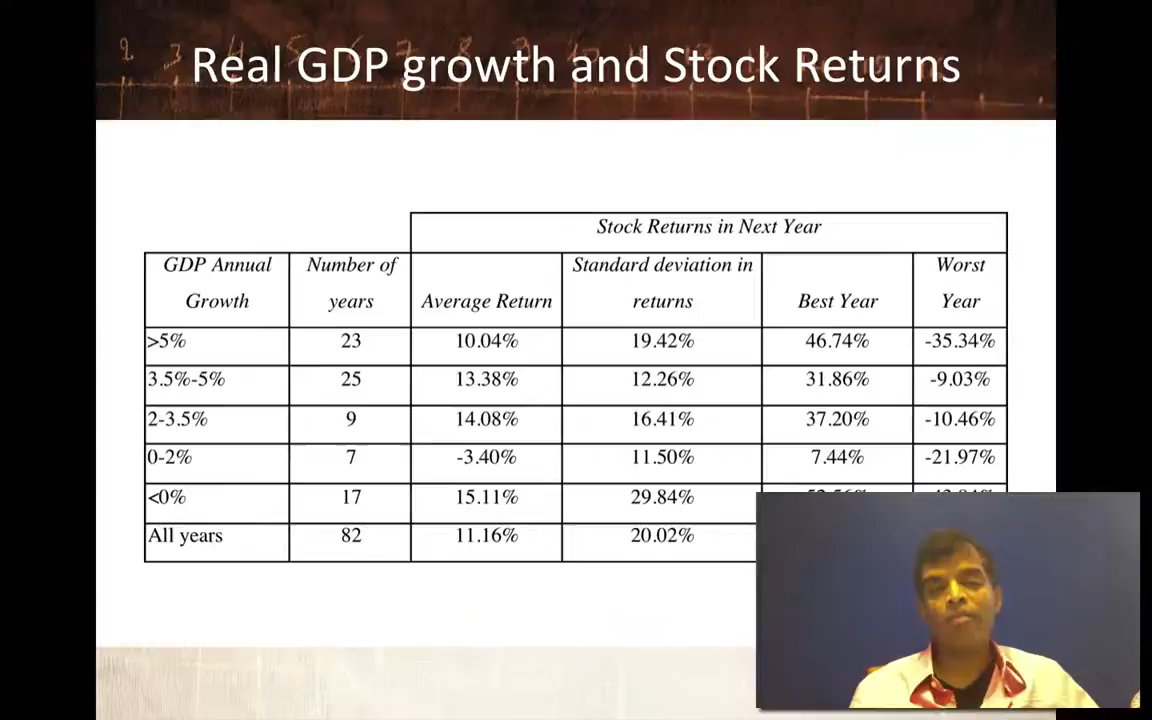 Real GDP growth and Stock Returns
Stock Returns in Next Year
GDP Annual Growth Number of years Average Return Standard deviation in returns Best Year Worst Year
>5% 23 10.04% 19.42% 46.74% -35.34%
3.5%-5% 25 13.38% 12.26% 31.86% -9.03%
2-3.5% 9 14.08% 16.41% 37.20% -10.46%
0-2% 7 -3.40% 11.50% 7.44% -21.97%
<0% 17 15.11% 29.84%
All years 82 11.16% 20.02%